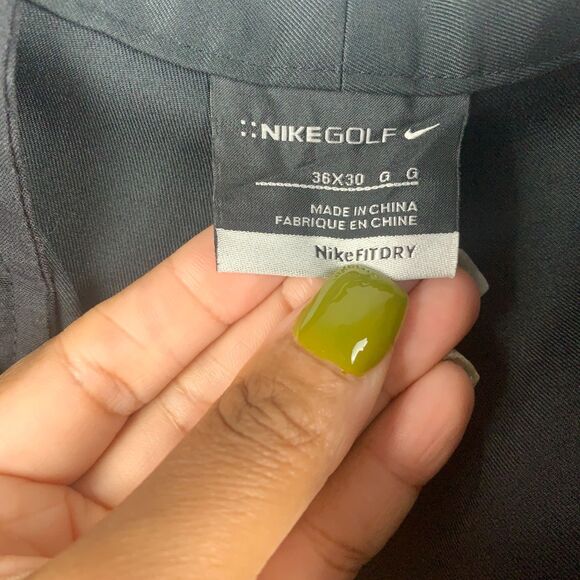 NIKEGOLF
36X30 G G
MADE IN CHINA
FABRIQUE EN CHINE
NikeFITDRY